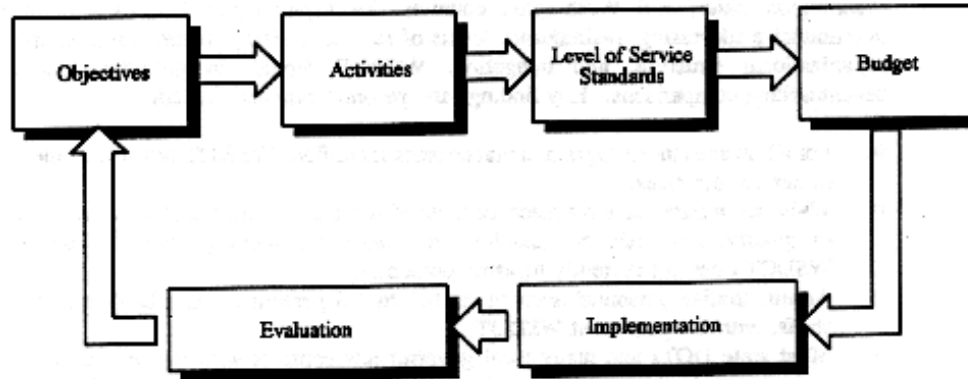 Objectives
Activities
Level of Service
Standards
Budget
Implementation
Evaluation